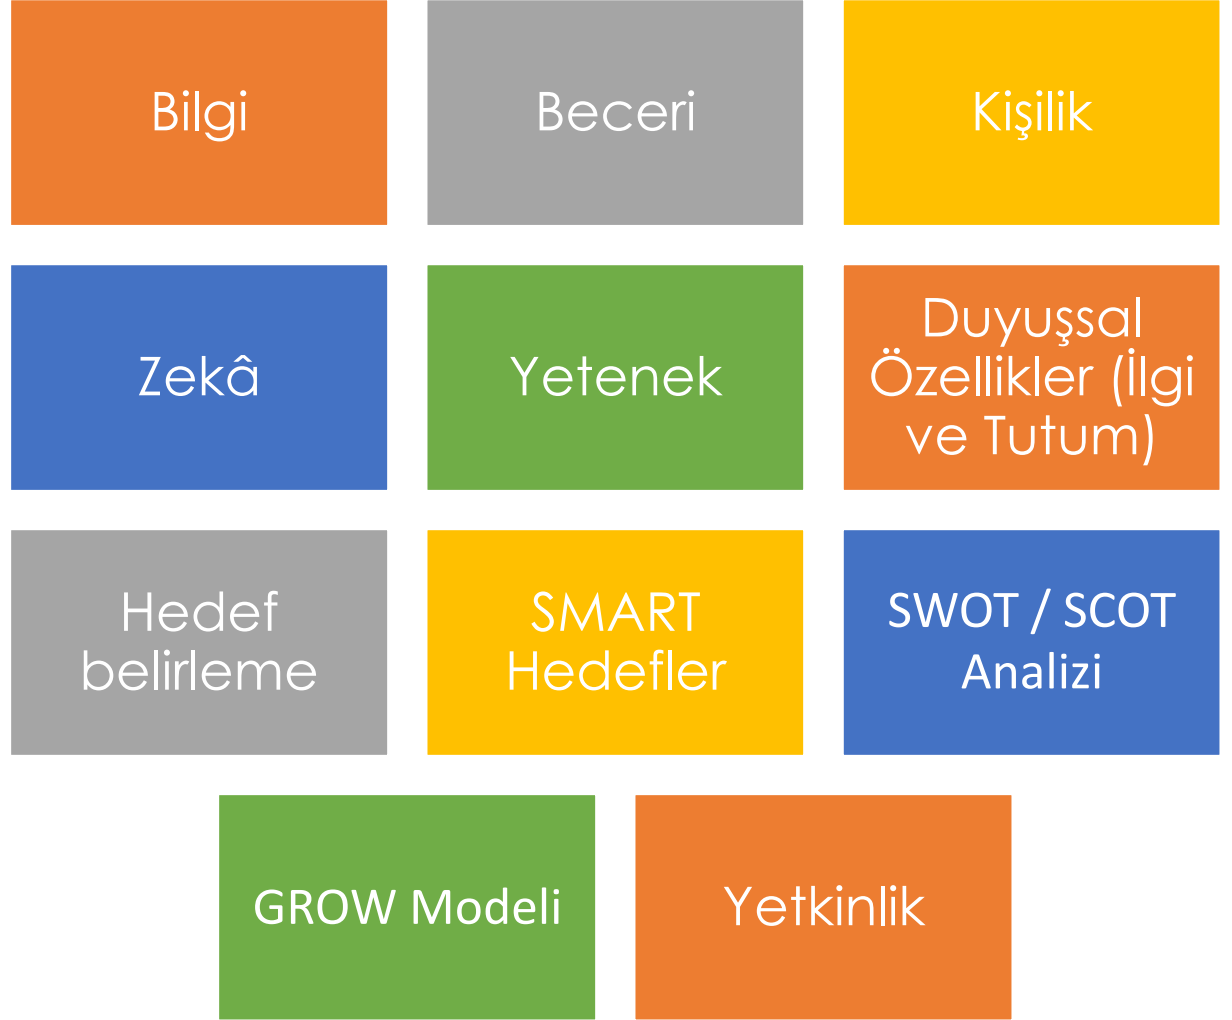 Bilgi
Beceri
Kişilik
Zekâ
Yetenek
Duyuşsal
Özellikler (İlgi
ve Tutum)
Hedef
belirleme
SMART
Hedefler
SWOT / SCOT
Analizi
GROW Modeli
Yetkinlik